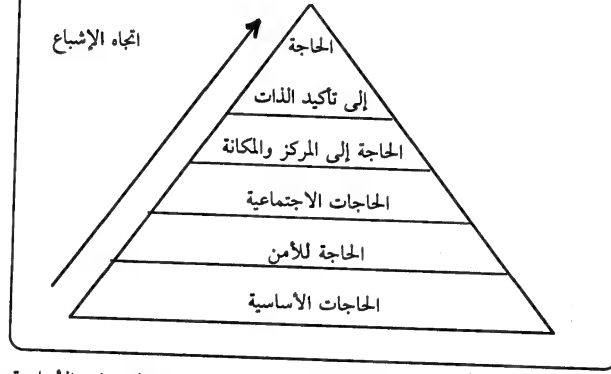 اتجاه الإشباع
الحاجة
إلى تأكيد الذات
الحاجة إلى المركز والمكانة
الحاجات الاجتماعية
الحاجة للأمن
الحاجات الأساسية